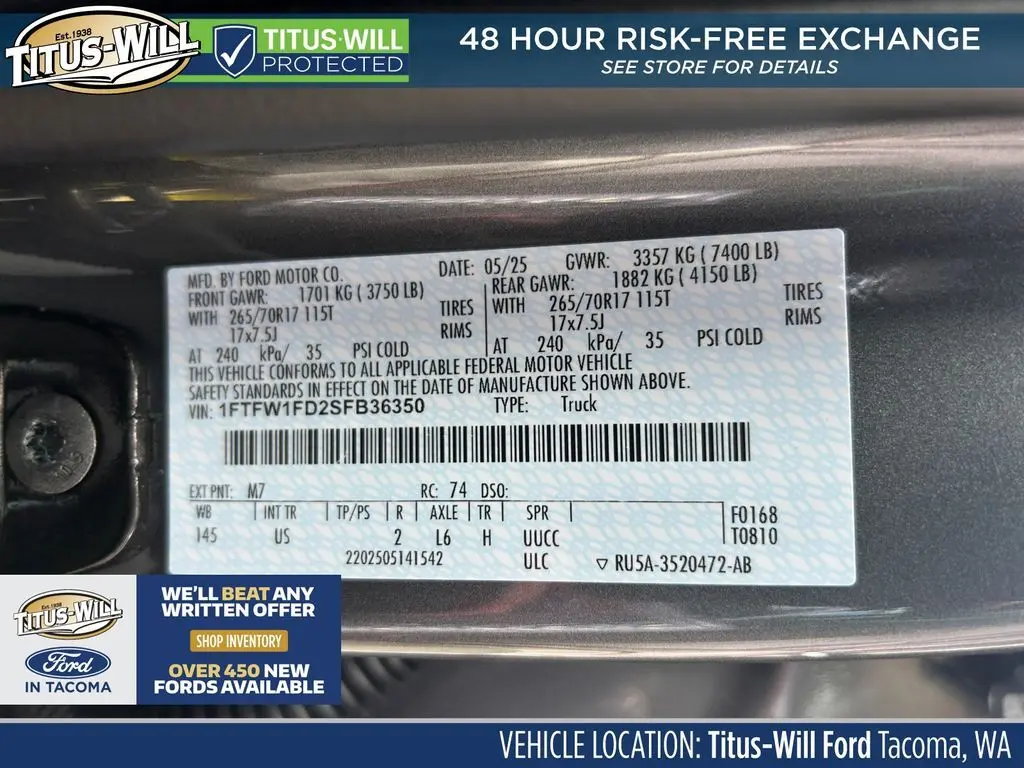 Est. 1938
TITUS-WILL
TITUS-WILL
PROTECTED
48 HOUR RISK-FREE EXCHANGE
SEE STORE FOR DETAILS
MFD. BY FORD MOTOR CO. DATE: 05/25 GVWR: 3357 KG ( 7400 LB)
FRONT GAWR: 1701 KG ( 3750 LB) REAR GAWR: 1882 KG ( 4150 LB)
WITH 265/70R17 115T TIRES WITH 265/70R17 115T TIRES
17x7.5J RIMS 17x7.5J RIMS
AT 240 kPa/ 35 PSI COLD AT 240 kPa/ 35 PSI COLD
THIS VEHICLE CONFORMS TO ALL APPLICABLE FEDERAL MOTOR VEHICLE
SAFETY STANDARDS IN EFFECT ON THE DATE OF MANUFACTURE SHOWN ABOVE.
VIN: 1FTFW1FD2SFB36350 TYPE: Truck
EXT PNT: M7 RC: 74 DSO:
WB INT TR TP/PS R AXLE TR SPR F0168
145 US 2 L6 H UUCC T0810
2202505141542 ULC ▽ RU5A-3520472-AB
Est. 1938
TITUS-WILL
Ford
IN TACOMA
WE'LL BEAT ANY
WRITTEN OFFER
SHOP INVENTORY
OVER 450 NEW
FORDS AVAILABLE
VEHICLE LOCATION: Titus-Will Ford Tacoma, WA